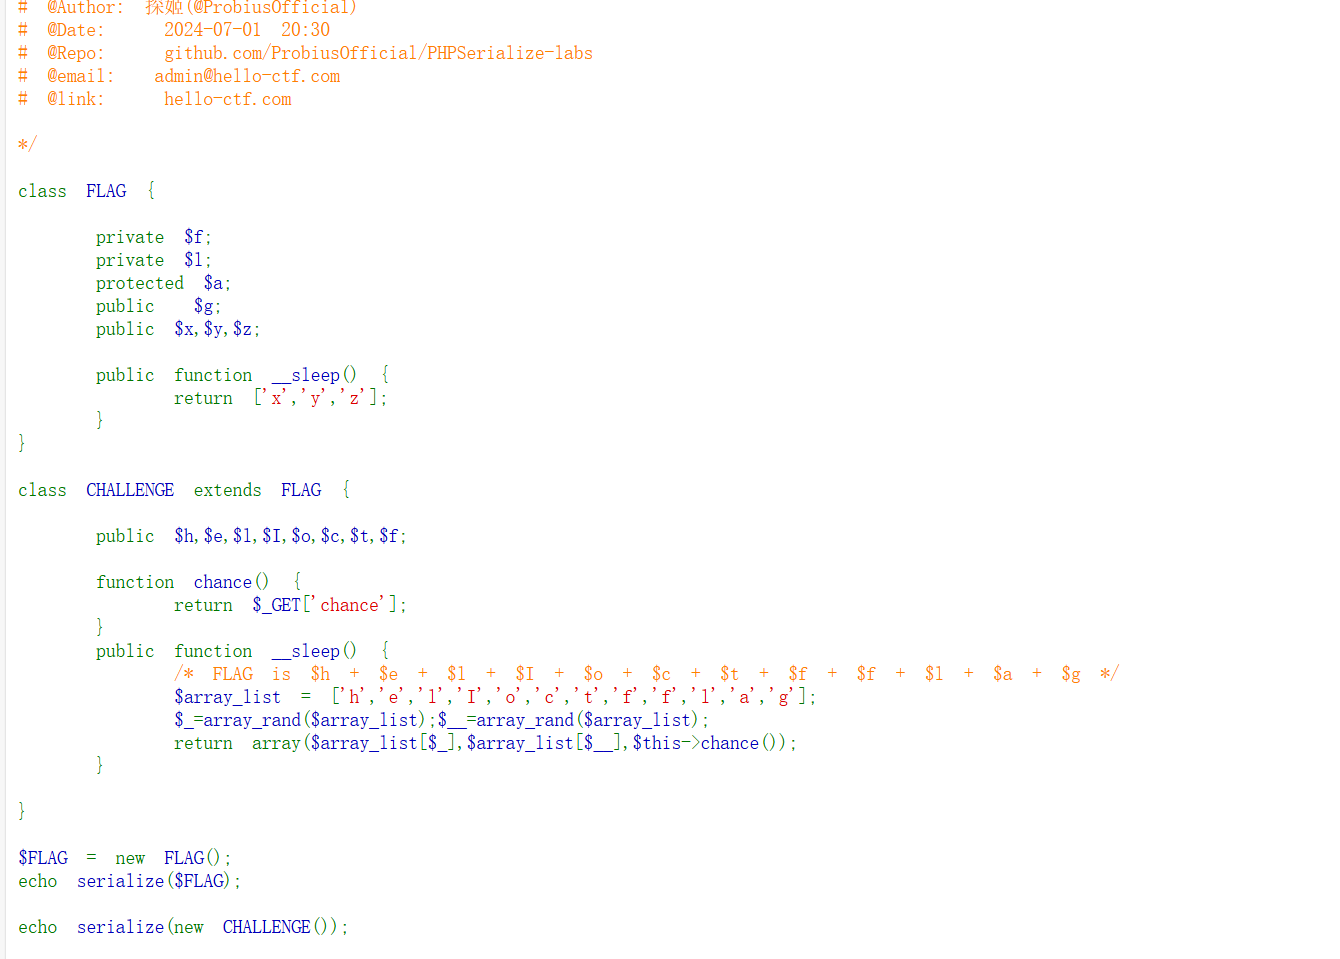 # @Author: 探姬(@ProbiusOfficial)
# @Date: 2024-07-01 20:30
# @Repo: github.com/ProbiusOfficial/PHPSerialize-labs
# @email: admin@hello-ctf.com
# @link: hello-ctf.com
*/
class FLAG {
private $f;
private $l;
protected $a;
public $g;
public $x,$y,$z;
public function __sleep() {
return ['x','y','z'];
}
}
class CHALLENGE extends FLAG {
public $h,$e,$l,$I,$o,$c,$t,$f;
function chance() {
return $_GET['chance'];
}
public function __sleep() {
/* FLAG is $h + $e + $l + $I + $o + $c + $t + $f + $f + $l + $a + $g */
$array_list = ['h','e','l','I','o','c','t','f','f','l','a','g'];
$_=array_rand($array_list);$__=array_rand($array_list);
return array($array_list[$_],$array_list[$__],$this->chance());
}
}
$FLAG = new FLAG();
echo serialize($FLAG);
echo serialize(new CHALLENGE());